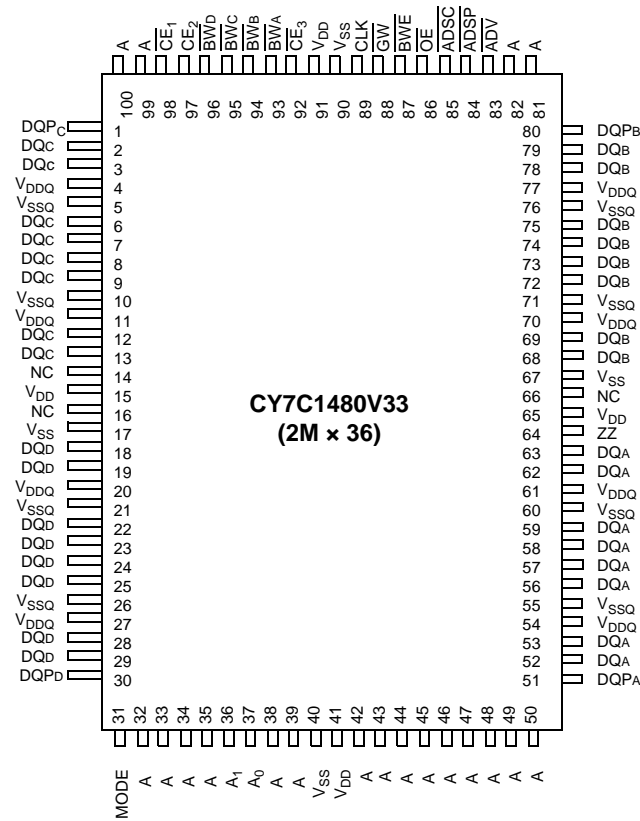 A
A
CE1
CE2
BWD
BWC
BWB
BWA
CE3
VDD
VSS
CLK
GW
BWE
OE
ADSC
ADSP
ADV
A
A
100
99
98
97
96
95
94
93
92
91
90
89
88
87
86
85
84
83
82
81
DQPC 1
DQC 2
DQC 3
VDDQ 4
VSSQ 5
DQC 6
DQC 7
DQC 8
DQC 9
VSSQ 10
VDDQ 11
DQC 12
DQC 13
NC 14
VDD 15
NC 16
VSS 17
DQD 18
DQD 19
VDDQ 20
VSSQ 21
DQD 22
DQD 23
DQD 24
DQD 25
VSSQ 26
VDDQ 27
DQD 28
DQD 29
DQPD 30
CY7C1480V33
(2M × 36)
80 DQPB
79 DQB
78 DQB
77 VDDQ
76 VSSQ
75 DQB
74 DQB
73 DQB
72 DQB
71 VSSQ
70 VDDQ
69 DQB
68 DQB
67 VSS
66 NC
65 VDD
64 ZZ
63 DQA
62 DQA
61 VDDQ
60 VSSQ
59 DQA
58 DQA
57 DQA
56 DQA
55 VSSQ
54 VDDQ
53 DQA
52 DQA
51 DQPA
31
32
33
34
35
36
37
38
39
40
41
42
43
44
45
46
47
48
49
50
MODE
A
A
A
A
A1
A0
A
A
VSS
VDD
A
A
A
A
A
A
A
A
A